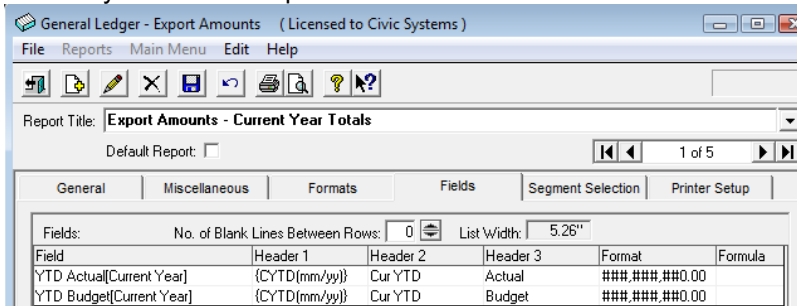 General Ledger - Export Amounts ( Licensed to Civic Systems )
File Reports Main Menu Edit Help
Report Title: Export Amounts - Current Year Totals
Default Report: 1 of 5
General Miscellaneous Formats Fields Segment Selection Printer Setup
Fields: No. of Blank Lines Between Rows: 0 List Width: 5.26"
Field Header 1 Header 2 Header 3 Format Formula
YTD Actual[Current Year] {CYTD(mm/yy)} Cur YTD Actual ###,###,##0.00
YTD Budget[Current Year] {CYTD(mm/yy)} Cur YTD Budget ###,###,##0.00